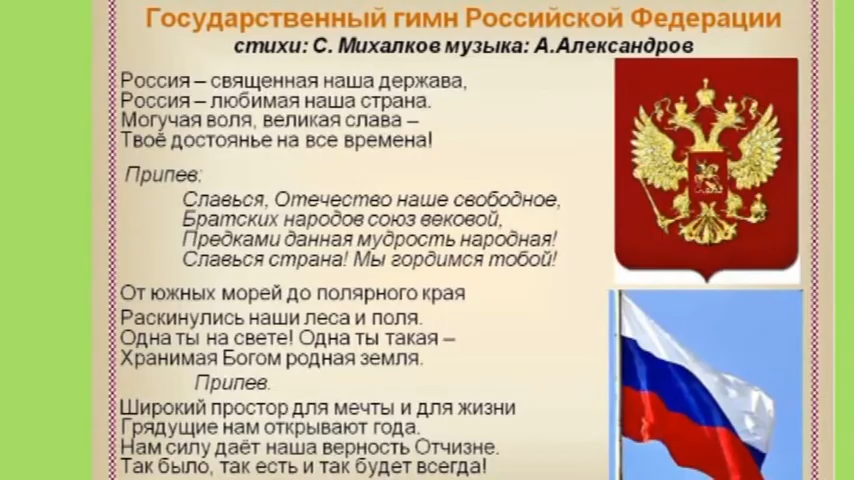 Государственный гимн Российской Федерации
стихи: С. Михалков музыка: А.Александров
Россия – священная наша держава,
Россия – любимая наша страна.
Могучая воля, великая слава –
Твоё достоянье на все времена!
Припев:
Славься, Отечество наше свободное,
Братских народов союз вековой,
Предками данная мудрость народная!
Славься страна! Мы гордимся тобой!
От южных морей до полярного края
Раскинулись наши леса и поля.
Одна ты на свете! Одна ты такая –
Хранимая Богом родная земля.
Припев.
Широкий простор для мечты и для жизни
Грядущие нам открывают года.
Нам силу даёт наша верность Отчизне.
Так было, так есть и так будет всегда!